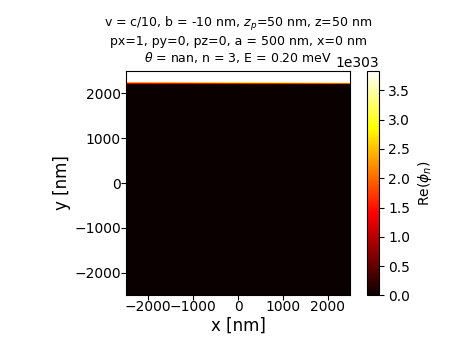 v = c/10, b = -10 nm, zp=50 nm, z=50 nm
px=1, py=0, pz=0, a = 500 nm, x=0 nm
θ = nan, n = 3, E = 0.20 meV
1e303
2000
1000
0
−1000
−2000
y [nm]
−2000 −1000 0 1000 2000
x [nm]
3.5
3.0
2.5
2.0
1.5
1.0
0.5
0.0
Re(ϕn)